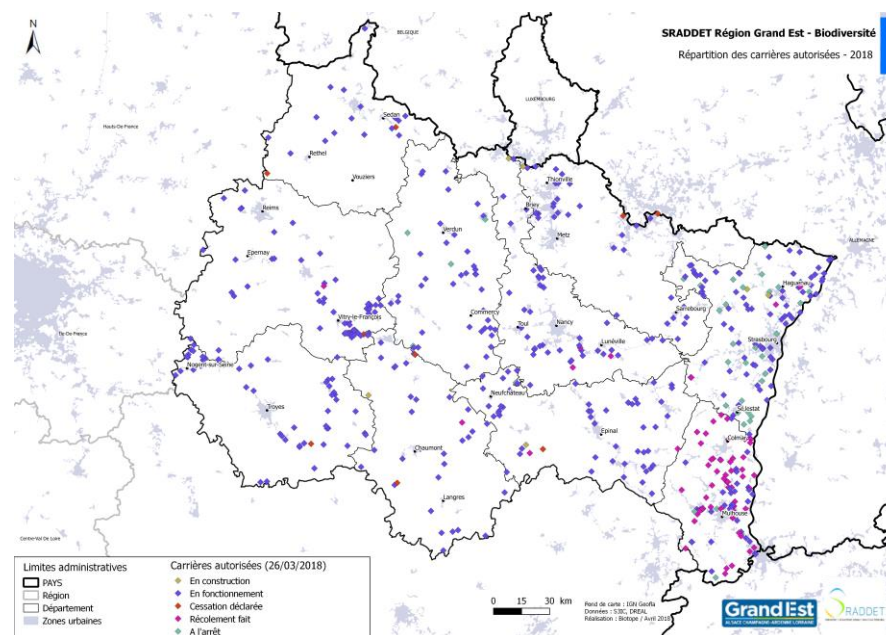 N
BELGIQUE
SRADDET Région Grand Est - Biodiversité
Répartition des carrières autorisées - 2018
LUXEMBOURG
Hauts-De-France
Sedan
Rethel
Vouziers
Thionville
Reims
Briey
Verdun
Metz
ALLEMAGNE
Epernay
Haguenau
Sarrebourg
Commercy
Vitry-le-François
Toul
Nancy
Ile-De-France
Lunéville
Strasbourg
Nogent-sur-Seine
Neufchateau
Troyes
Sélestat
Epinal
Colmar
Chaumont
Langres
Mulhouse
Centre-Val De Loire
Limites administratives
PAYS
Région
Département
Zones urbaines
Carrières autorisées (26/03/2018)
En construction
En fonctionnement
Cessation déclarée
Récolement fait
A l'arrêt
0 15 30 km
Fond de carte : IGN Geofla
Données : S3IC, DREAL
Réalisation : Biotope / Avril 2018
GrandEst
ALSACE CHAMPAGNE-ARDENNE LORRAINE
SRADDET